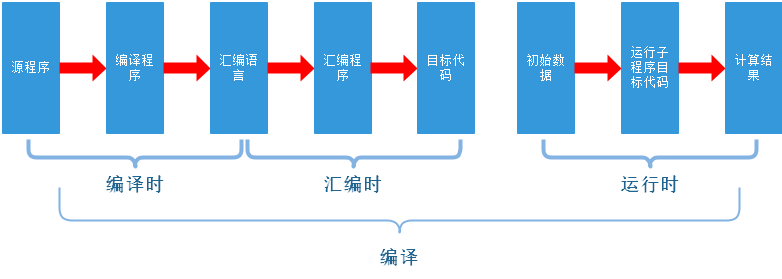 源程序
编译程
序
汇编语
言
汇编程
序
目标代
码
初始数
据
运行子
程序目
标代码
计算结
果
编译时
汇编时
运行时
编译